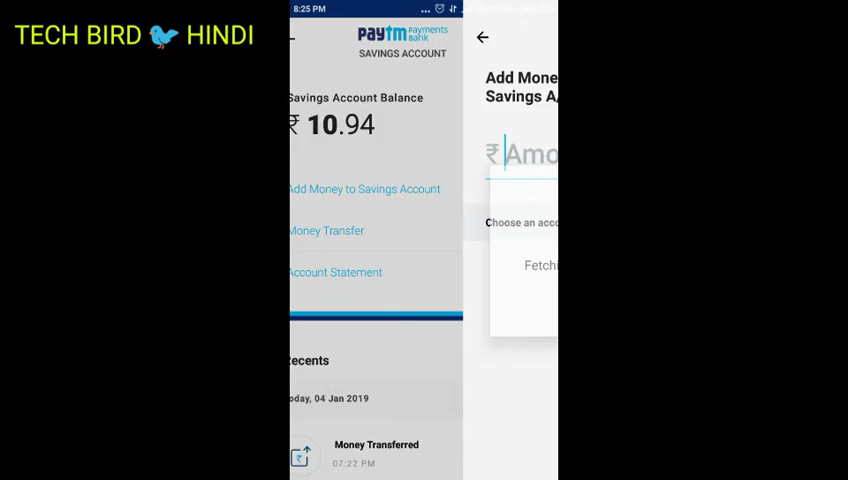 TECH BIRD 🐦 HINDI
8:25 PM
paytm Payments Bank
SAVINGS ACCOUNT
Savings Account Balance
₹ 10.94
Add Money to Savings Account
Money Transfer
Account Statement
Recents
oday, 04 Jan 2019
Money Transferred
07:22 PM
Add Mone
Savings A/
₹ Amo
Choose an acco
Fetchi